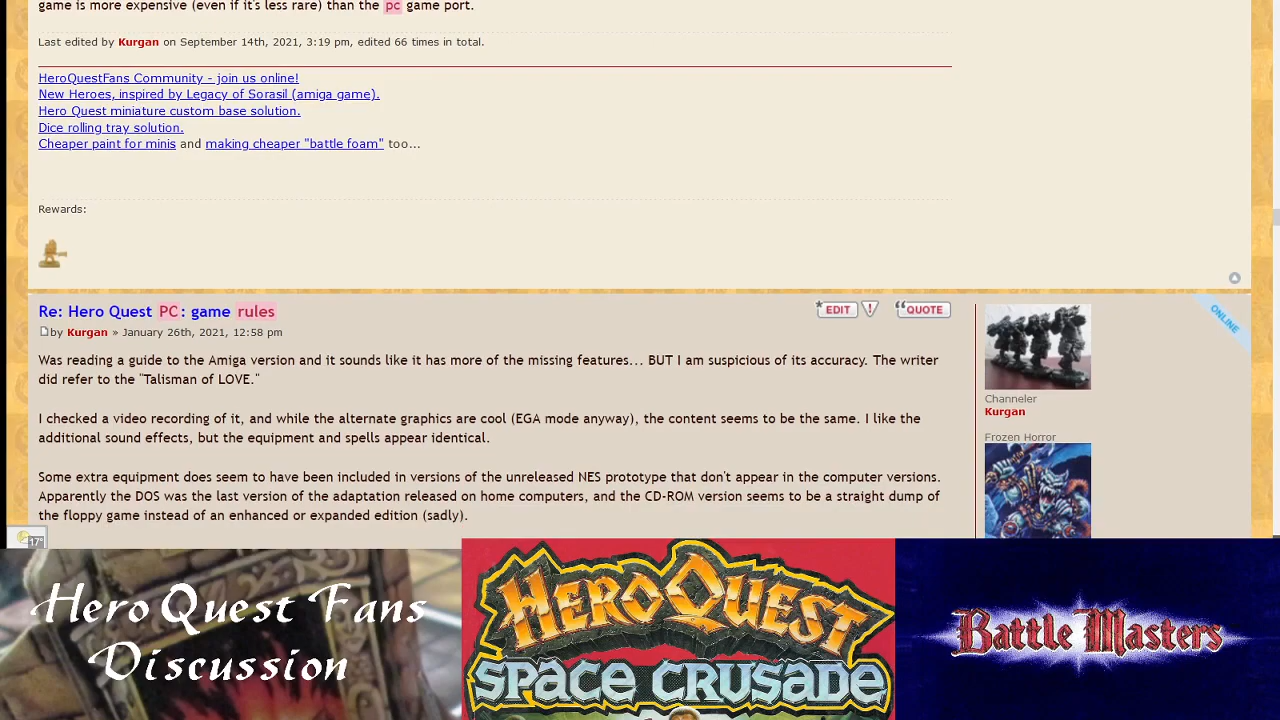 game is more expensive (even if it's less rare) than the pc game port.
Last edited by Kurgan on September 14th, 2021, 3:19 pm, edited 66 times in total.
HeroQuestFans Community - join us online!
New Heroes, inspired by Legacy of Sorasil (amiga game).
Hero Quest miniature custom base solution.
Dice rolling tray solution.
Cheaper paint for minis and making cheaper "battle foam" too...
Rewards:
Re: Hero Quest PC: game rules
EDIT ! QUOTE
ONLINE
by Kurgan » January 26th, 2021, 12:58 pm
Was reading a guide to the Amiga version and it sounds like it has more of the missing features... BUT I am suspicious of its accuracy. The writer
did refer to the "Talisman of LOVE."
Channeler
Kurgan
I checked a video recording of it, and while the alternate graphics are cool (EGA mode anyway), the content seems to be the same. I like the
additional sound effects, but the equipment and spells appear identical.
Frozen Horror
Some extra equipment does seem to have been included in versions of the unreleased NES prototype that don't appear in the computer versions.
Apparently the DOS was the last version of the adaptation released on home computers, and the CD-ROM version seems to be a straight dump of
the floppy game instead of an enhanced or expanded edition (sadly).
17°
Hero Quest Fans
Discussion
HEROQUEST
SPACE CRUSADE
Battle Masters